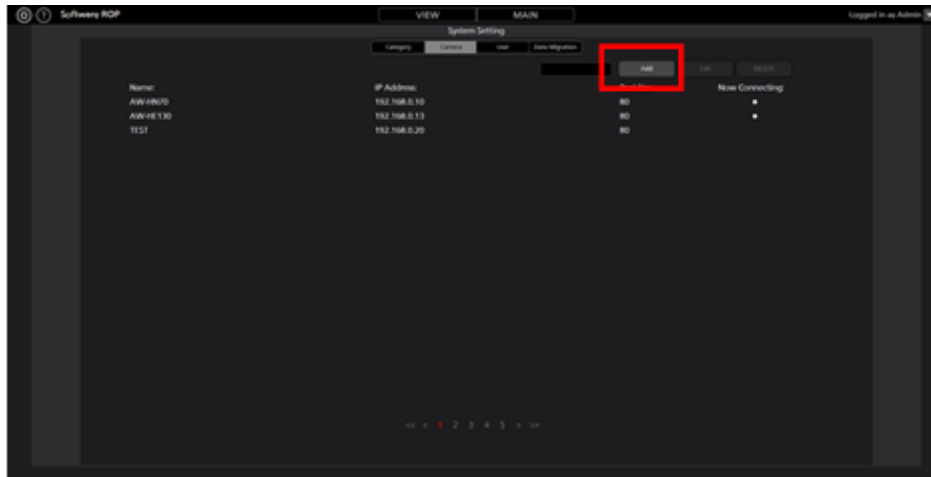 Software ROP VIEW MAIN Logged in as Admin
System Setting
Category Camera User Data Migration
Add Edit DELETE
Name: IP Address: Now Connecting:
AW-HN70 192.168.0.10 80
AW-HE130 192.168.0.13 80
TEST 192.168.0.20 80
<< < 1 2 3 4 5 > >>